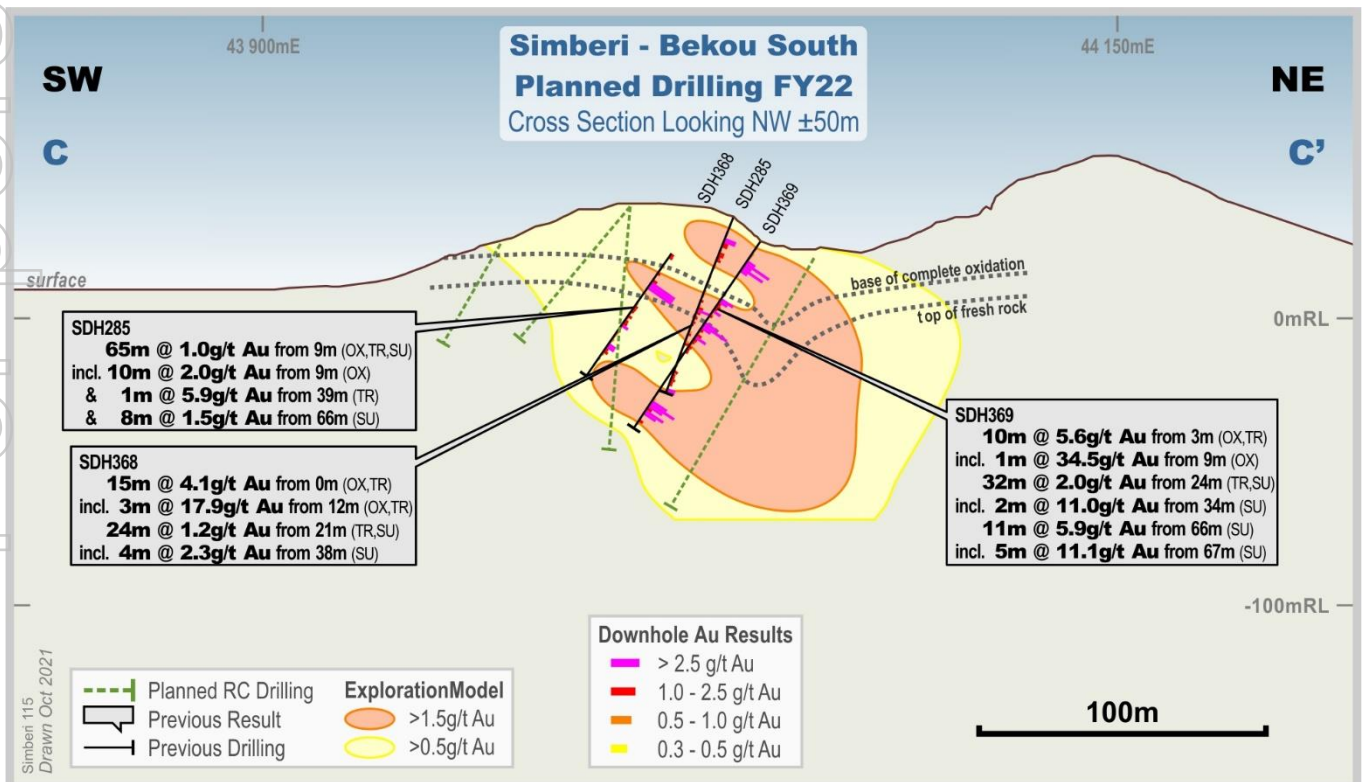 43 900mE
44 150mE
Simberi - Bekou South
Planned Drilling FY22
Cross Section Looking NW ±50m
SW
NE
C
C'
SDH368
SDH285
SDH369
surface
base of complete oxidation
top of fresh rock
0mRL
SDH285
65m @ 1.0g/t Au from 9m (OX,TR,SU)
incl. 10m @ 2.0g/t Au from 9m (OX)
& 1m @ 5.9g/t Au from 39m (TR)
& 8m @ 1.5g/t Au from 66m (SU)
SDH368
15m @ 4.1g/t Au from 0m (OX,TR)
incl. 3m @ 17.9g/t Au from 12m (OX,TR)
24m @ 1.2g/t Au from 21m (TR,SU)
incl. 4m @ 2.3g/t Au from 38m (SU)
SDH369
10m @ 5.6g/t Au from 3m (OX,TR)
incl. 1m @ 34.5g/t Au from 9m (OX)
32m @ 2.0g/t Au from 24m (TR,SU)
incl. 2m @ 11.0g/t Au from 34m (SU)
11m @ 5.9g/t Au from 66m (SU)
incl. 5m @ 11.1g/t Au from 67m (SU)
-100mRL
Simberi 115
Drawn Oct 2021
Planned RC Drilling
Previous Result
Previous Drilling
ExplorationModel
>1.5g/t Au
>0.5g/t Au
Downhole Au Results
> 2.5 g/t Au
1.0 - 2.5 g/t Au
0.5 - 1.0 g/t Au
0.3 - 0.5 g/t Au
100m